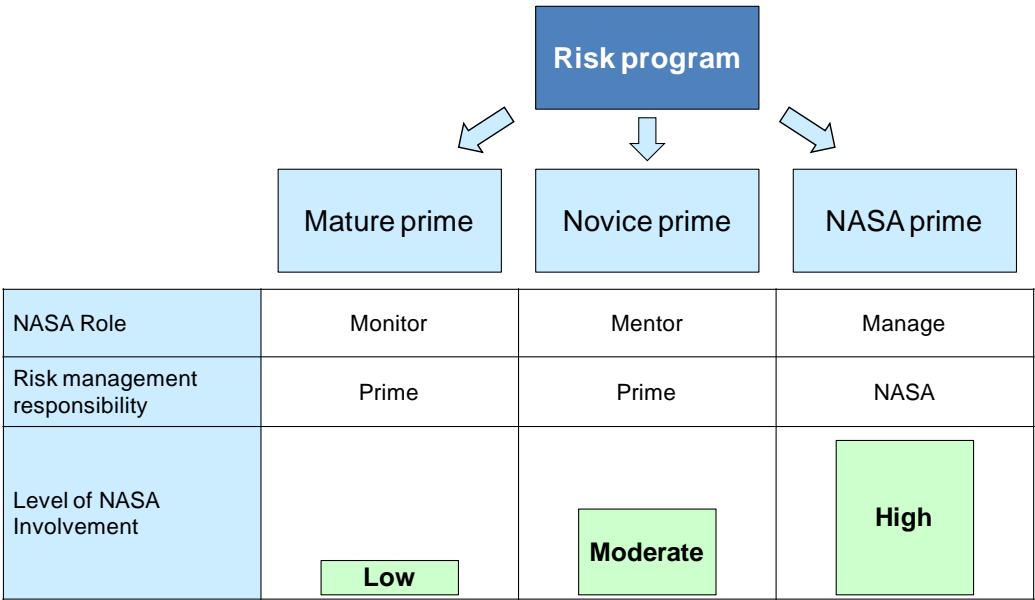 Risk program
Mature prime
Novice prime
NASA prime
NASA Role
Monitor
Mentor
Manage
Risk management
responsibility
Prime
Prime
NASA
Level of NASA
Involvement
Low
Moderate
High